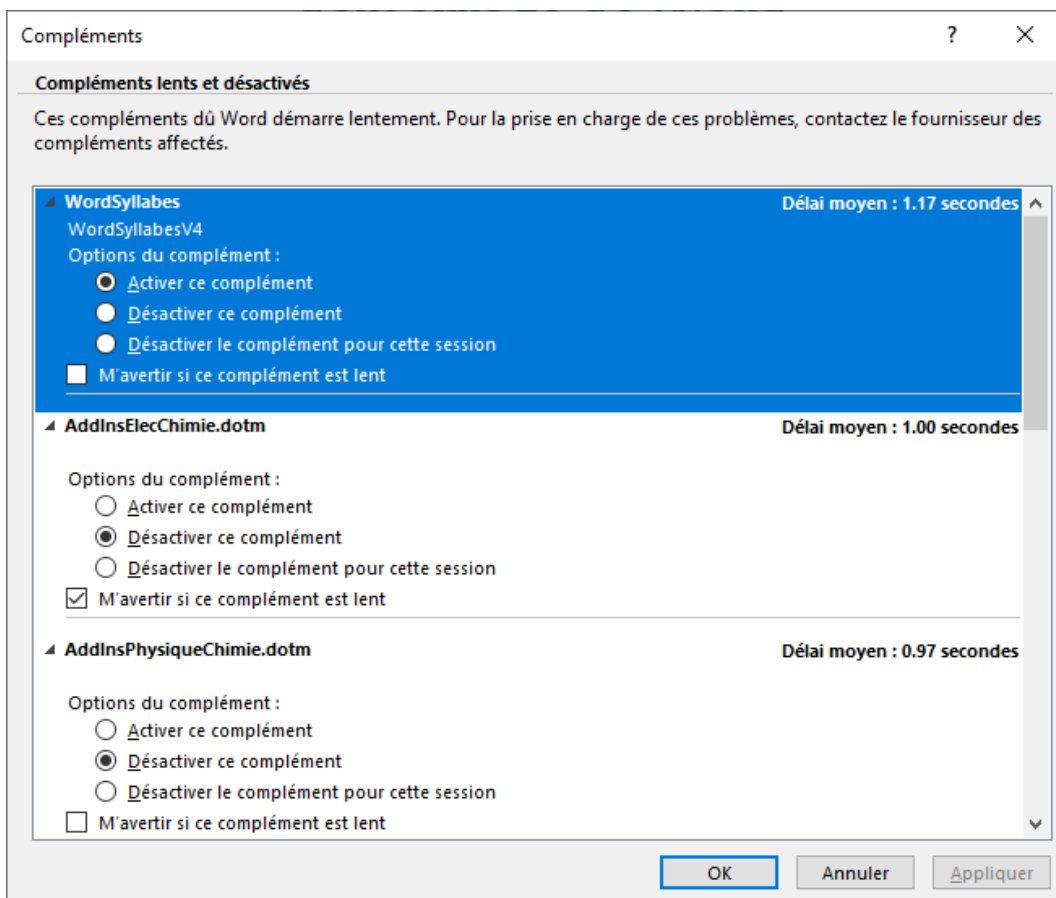 Compléments
?
Compléments lents et désactivés
Ces compléments dû Word démarre lentement. Pour la prise en charge de ces problèmes, contactez le fournisseur des
compléments affectés.
WordSyllabes Délai moyen : 1.17 secondes
WordSyllabesV4
Options du complément :
Activer ce complément
Désactiver ce complément
Désactiver le complément pour cette session
M'avertir si ce complément est lent
AddInsElecChimie.dotm Délai moyen : 1.00 secondes
Options du complément :
Activer ce complément
Désactiver ce complément
Désactiver le complément pour cette session
M'avertir si ce complément est lent
AddInsPhysiqueChimie.dotm Délai moyen : 0.97 secondes
Options du complément :
Activer ce complément
Désactiver ce complément
Désactiver le complément pour cette session
M'avertir si ce complément est lent
OK Annuler Appliquer